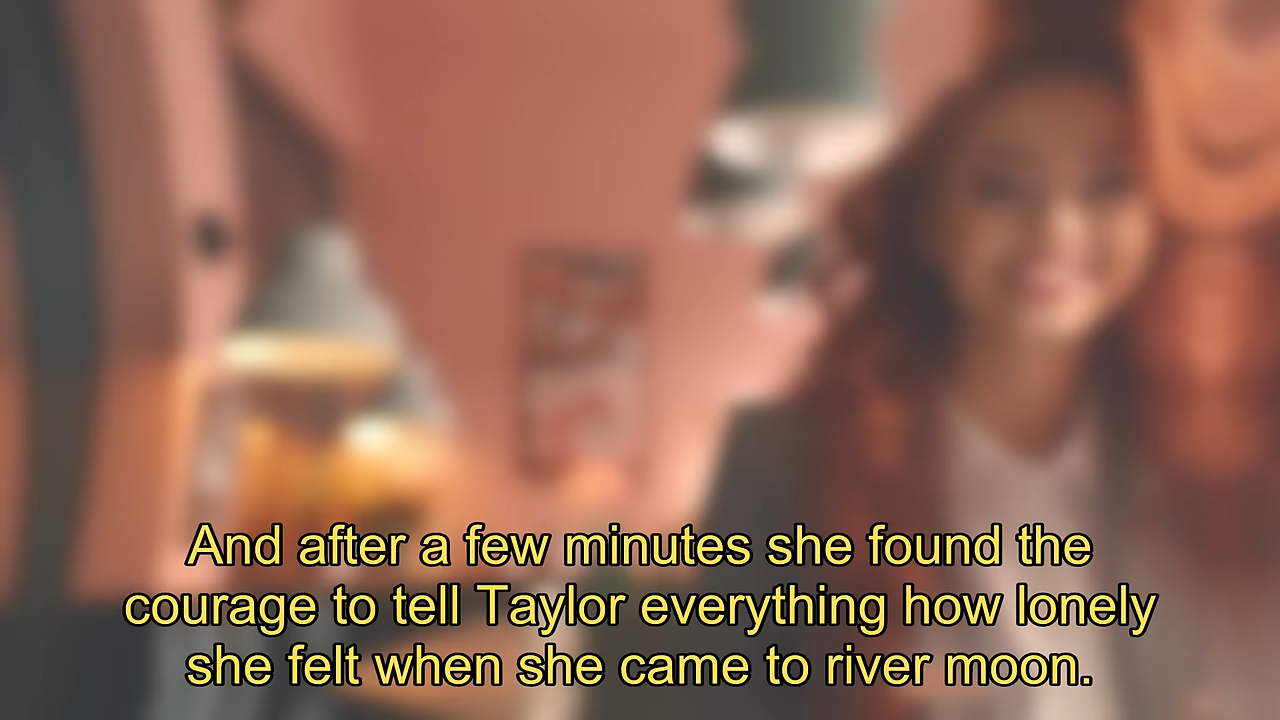 And after a few minutes she found the
courage to tell Taylor everything how lonely
she felt when she came to river moon.